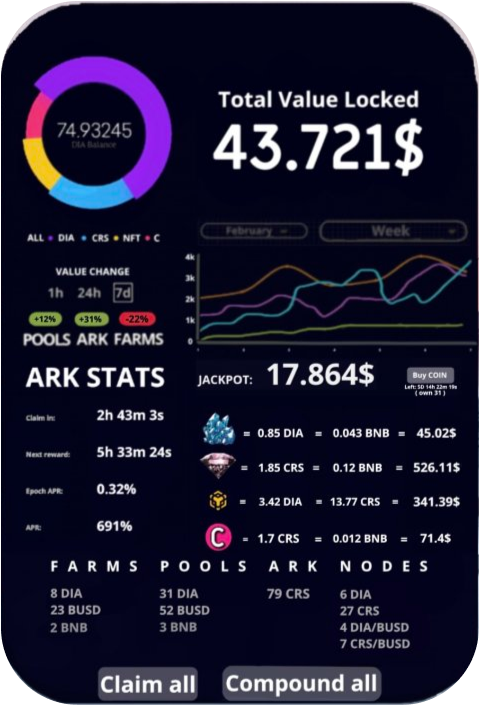 74.93245
DIA Balance
Total Value Locked
43.721$
February
Week
ALL DIA CRS NFT C
VALUE CHANGE
1h 24h 7d
+12% +31% -22%
POOLS ARK FARMS
4k
3k
2k
1k
0
ARK STATS
JACKPOT: 17.864$
Buy COIN
Left: 5D 14h 22m 19s
( own 31 )
Claim in: 2h 43m 3s
Next reward: 5h 33m 24s
Epoch APR: 0.32%
APR: 691%
= 0.85 DIA = 0.043 BNB = 45.02$
= 1.85 CRS = 0.12 BNB = 526.11$
= 3.42 DIA = 13.77 CRS = 341.39$
C = 1.7 CRS = 0.012 BNB = 71.4$
FARMS POOLS ARK NODES
8 DIA 31 DIA 79 CRS 6 DIA
23 BUSD 52 BUSD 27 CRS
2 BNB 3 BNB 4 DIA/BUSD
7 CRS/BUSD
Claim all Compound all